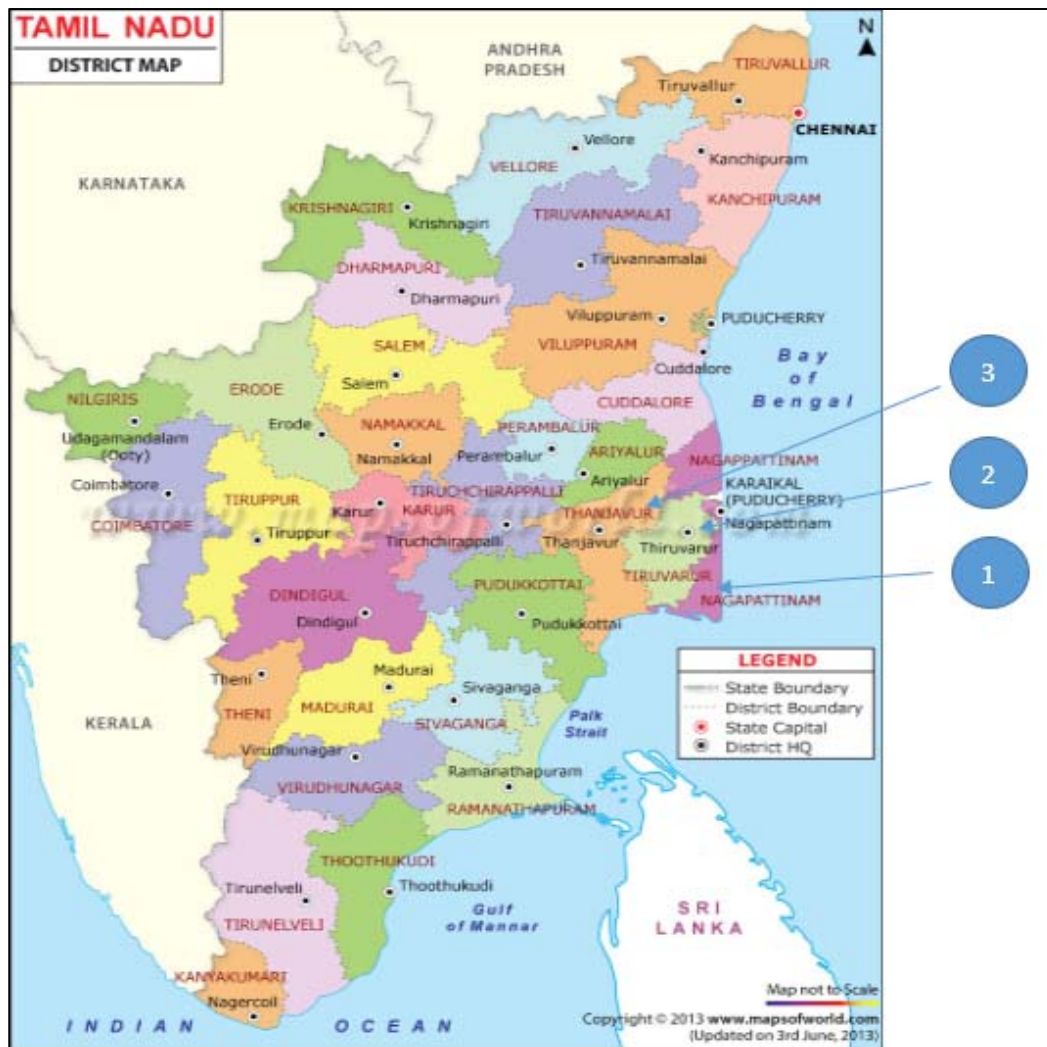 TAMIL NADU
DISTRICT MAP
N
ANDHRA
PRADESH
TIRUVALLUR
Tiruvallur
CHENNAI
Vellore
VELLORE
Kanchipuram
KANCHIPURAM
KARNATAKA
KRISHNAGIRI
Krishnagiri
TIRUVANNAMALAI
Tiruvannamalai
DHARMAPURI
Dharmapuri
Viluppuram
VILUPPURAM
PUDUCHERRY
SALEM
Salem
Cuddalore
CUDDALORE
Bay
of
Bengal
3
ERODE
Erode
NILGIRIS
Udagamandalam
(Ooty)
NAMAKKAL
Namakkal
PERAMBALUR
Perambalur
ARIYALUR
Ariyalur
NAGAPPATTINAM
KARAIKAL
(PUDUCHERRY)
2
Coimbatore
COIMBATORE
TIRUPPUR
Tiruppur
Karur
KARUR
TIRUCHCHIRAPPALLI
Tiruchchirappalli
THANJAVUR
Thanjavur
Nagapattinam
Thiruvarur
TIRUVARUR
1
NAGAPATTINAM
www.mapsofworld.com
DINDIGUL
Dindigul
PUDUKKOTTAI
Pudukkottai
Theni
THENI
Madurai
MADURAI
Sivaganga
SIVAGANGA
Palk
Strait
KERALA
Virudhunagar
VIRUDHUNAGAR
Ramanathapuram
RAMANATHAPURAM
LEGEND
State Boundary
District Boundary
State Capital
District HQ
THOOTHUKUDI
Thoothukudi
Tirunelveli
TIRUNELVELI
Gulf
of Mannar
SRI
LANKA
KANYAKUMARI
Nagercoil
INDIAN OCEAN
Map not to Scale
Copyright © 2013 www.mapsofworld.com
(Updated on 3rd June, 2013)